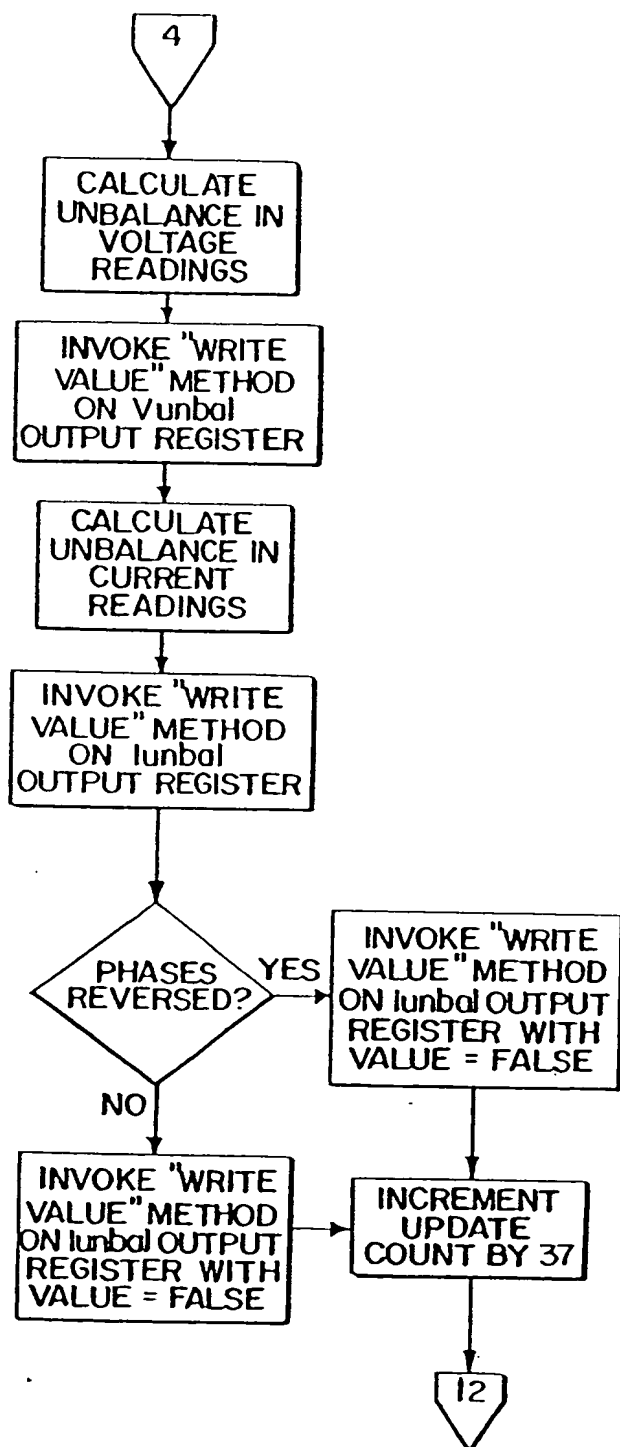 4
CALCULATE
UNBALANCE IN
VOLTAGE
READINGS
INVOKE "WRITE
VALUE" METHOD
ON Vunbal
OUTPUT REGISTER
CALCULATE
UNBALANCE IN
CURRENT
READINGS
INVOKE "WRITE
VALUE" METHOD
ON Iunbal
OUTPUT REGISTER
PHASES
REVERSED?
YES
INVOKE "WRITE
VALUE" METHOD
ON Iunbal OUTPUT
REGISTER WITH
VALUE = FALSE
NO
INVOKE "WRITE
VALUE" METHOD
ON Iunbal OUTPUT
REGISTER WITH
VALUE = FALSE
INCREMENT
UPDATE
COUNT BY 37
12